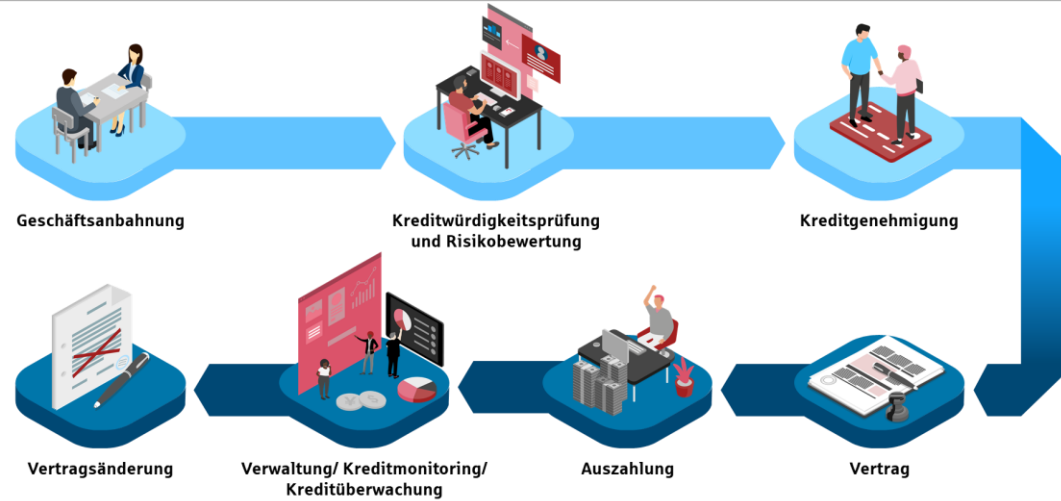 Geschäftsanbahnung
Kreditwürdigkeitsprüfung
und Risikobewertung
Kreditgenehmigung
Vertragsänderung
Verwaltung/ Kreditmonitoring/
Kreditüberwachung
Auszahlung
Vertrag